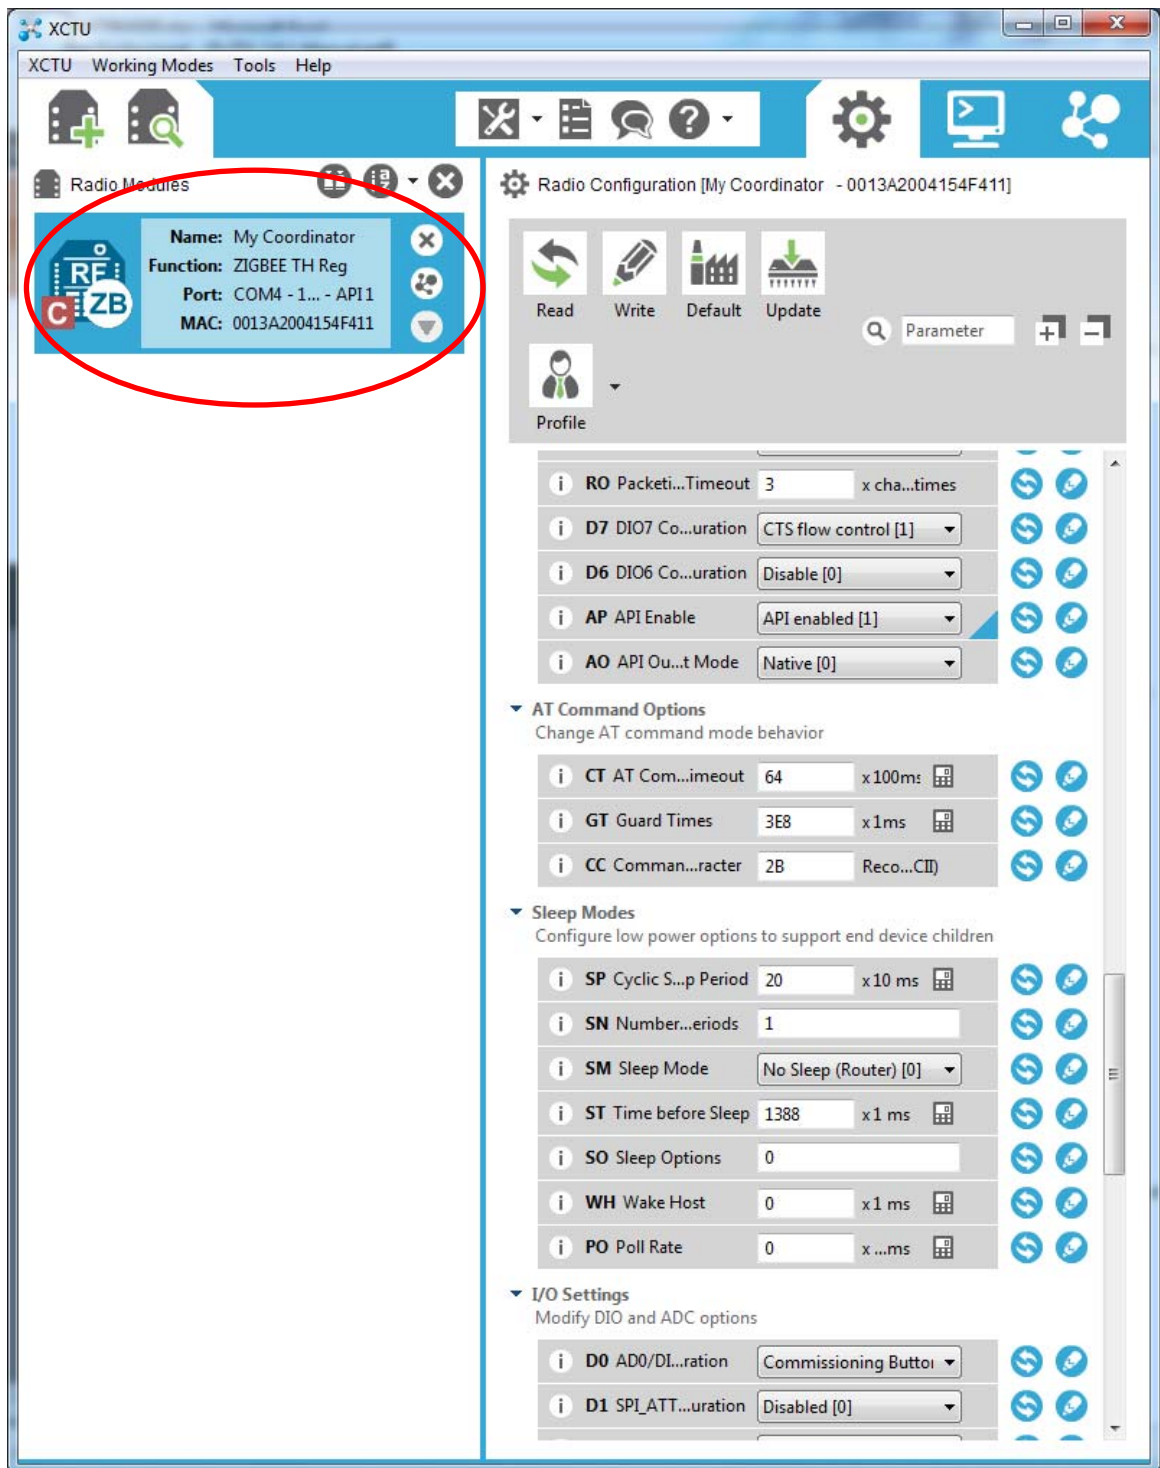 XCTU
XCTU Working Modes Tools Help
Radio Modules
Name: My Coordinator
Function: ZIGBEE TH Reg
Port: COM4 - 1... - API 1
MAC: 0013A2004154F411
RF
C ZB
Radio Configuration [My Coordinator - 0013A2004154F411]
Read Write Default Update
Parameter
Profile
i RO Packeti...Timeout 3 x cha...times
i D7 DIO7 Co...uration CTS flow control [1]
i D6 DIO6 Co...uration Disable [0]
i AP API Enable API enabled [1]
i AO API Ou...t Mode Native [0]
AT Command Options
Change AT command mode behavior
i CT AT Com...imeout 64 x 100ms
i GT Guard Times 3E8 x 1ms
i CC Comman...racter 2B Reco...CII)
Sleep Modes
Configure low power options to support end device children
i SP Cyclic S...p Period 20 x 10 ms
i SN Number...eriods 1
i SM Sleep Mode No Sleep (Router) [0]
i ST Time before Sleep 1388 x 1 ms
i SO Sleep Options 0
i WH Wake Host 0 x 1 ms
i PO Poll Rate 0 x ...ms
I/O Settings
Modify DIO and ADC options
i D0 AD0/DI...ration Commissioning Button
i D1 SPI_ATT...uration Disabled [0]